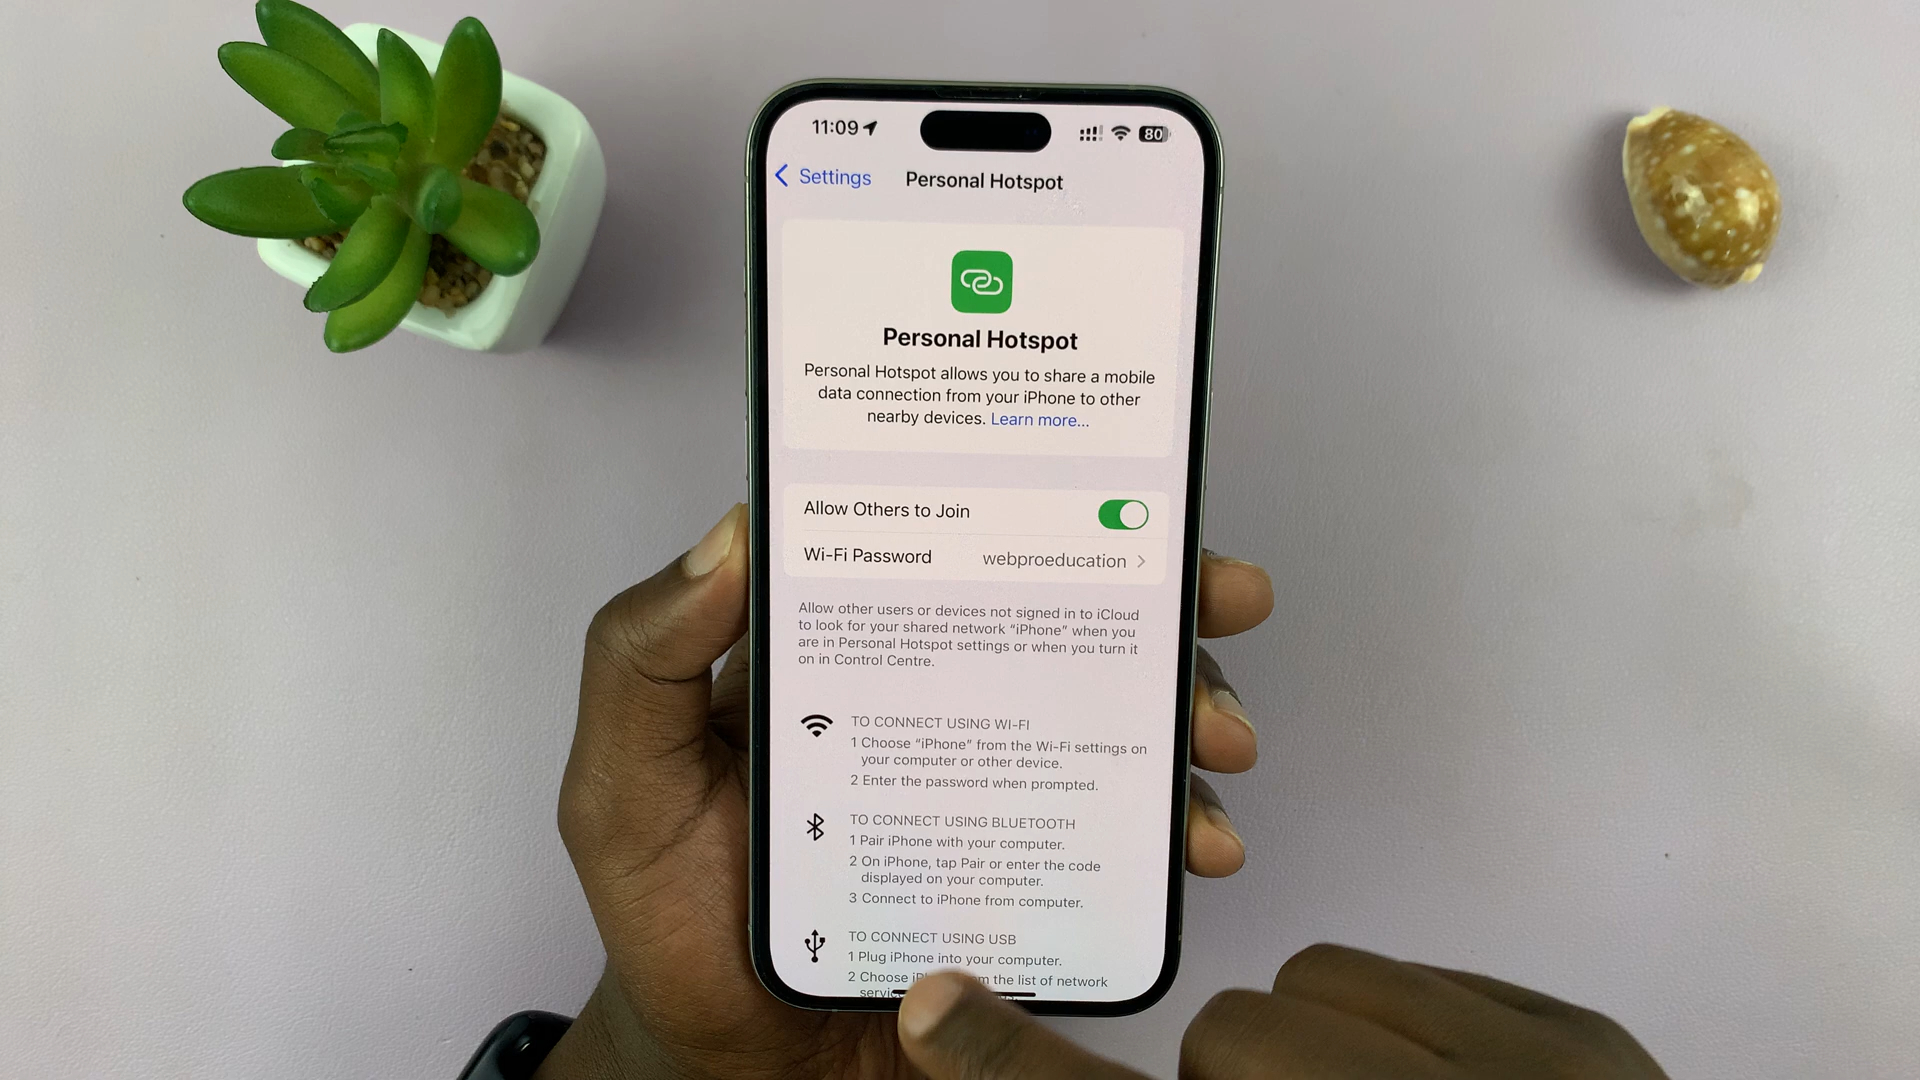 11:09
80
Settings
Personal Hotspot
Personal Hotspot
Personal Hotspot allows you to share a mobile
data connection from your iPhone to other
nearby devices. Learn more...
Allow Others to Join
Wi-Fi Password webproeducation
Allow other users or devices not signed in to iCloud
to look for your shared network “iPhone” when you
are in Personal Hotspot settings or when you turn it
on in Control Centre.
TO CONNECT USING WI-FI
1 Choose “iPhone” from the Wi-Fi settings on
your computer or other device.
2 Enter the password when prompted.
TO CONNECT USING BLUETOOTH
1 Pair iPhone with your computer.
2 On iPhone, tap Pair or enter the code
displayed on your computer.
3 Connect to iPhone from computer.
TO CONNECT USING USB
1 Plug iPhone into your computer.
2 Choose the list of network